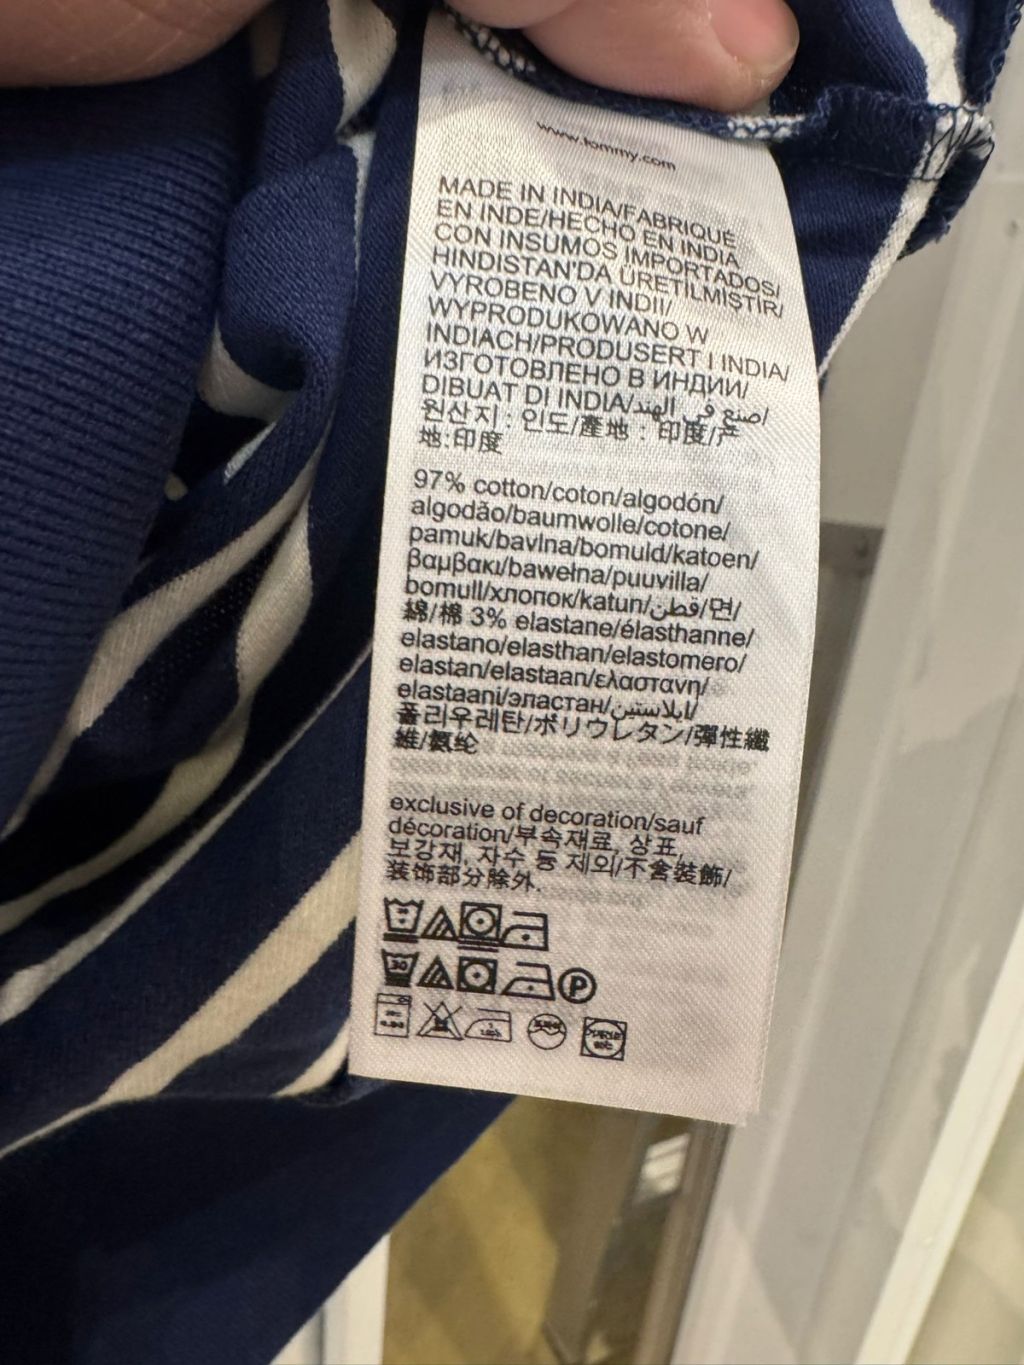 www.tommy.com
MADE IN INDIA/FABRIQUÉ
EN INDE/HECHO EN INDIA
CON INSUMOS IMPORTADOS/
HINDISTAN'DA ÜRETİLMİŞTİR/
VYROBENO V INDII/
WYPRODUKOWANO W
INDIACH/PRODUSERT I INDIA/
ИЗГОТОВЛЕНО В ИНДИИ/
DIBUAT DI INDIA/صنع في الهند/
원산지 : 인도/產地 : 印度/产
地:印度
97% cotton/coton/algodón/
algodão/baumwolle/cotone/
pamuk/bavlna/bomuld/katoen/
βαμβακι/bawełna/puuvilla/
bomull/хлопок/katun/قطن/면/
綿/棉 3% elastane/élasthanne/
elastano/elasthan/elastomero/
elastan/elastaan/ελαστανη/
elastaani/эластан/ايلاستين/
폴리우레탄/ポリウレタン/彈性纖
維/氨纶
exclusive of decoration/sauf
décoration/부속재료, 상표,
보강재, 자수 등 제외/不含裝飾/
装饰部分除外.
30
P